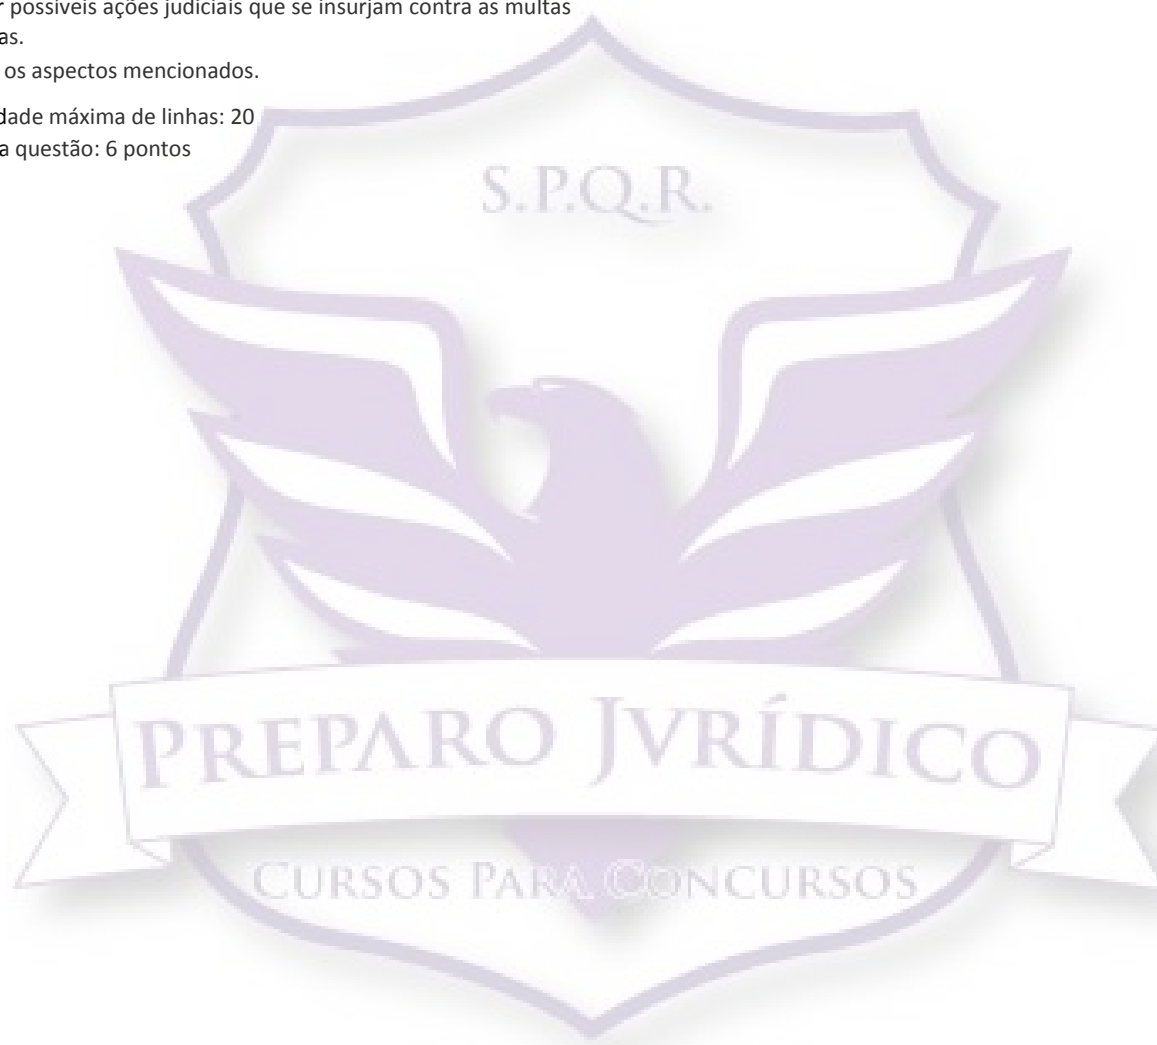 r possíveis ações judiciais que se insurjam contra as multas
as.
os aspectos mencionados.
dade máxima de linhas: 20
a questão: 6 pontos
S.P.Q.R.
PREPARO JVRÍDICO
CURSOS PARA CONCURSOS